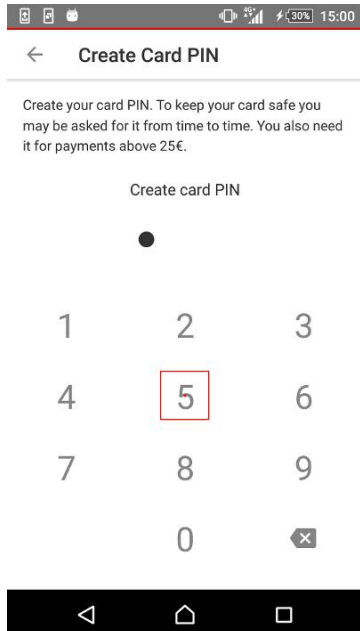 4G+ 30% 15:00
Create Card PIN
Create your card PIN. To keep your card safe you
may be asked for it from time to time. You also need
it for payments above 25€.
Create card PIN
1 2 3
4 5 6
7 8 9
0